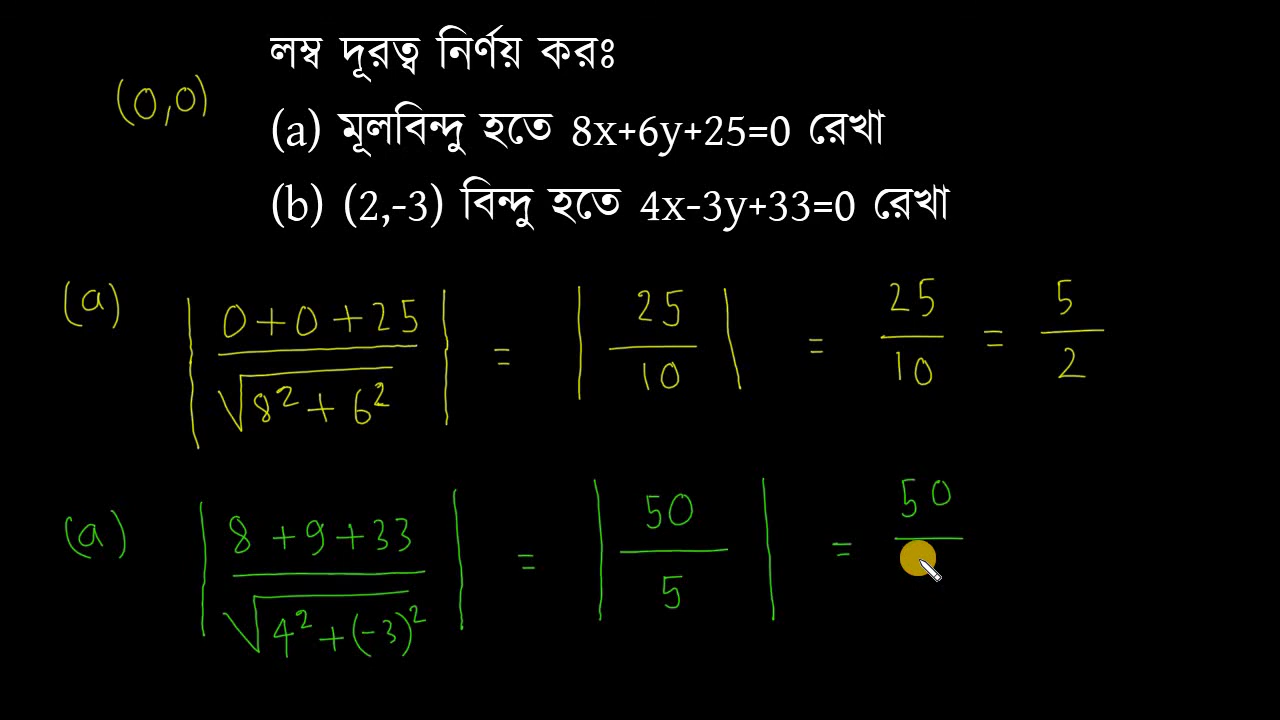 লম্ব দূরত্ব নির্ণয় করঃ
(0,0)
(a) মূলবিন্দু হতে 8x+6y+25=0 রেখা
(b) (2,-3) বিন্দু হতে 4x-3y+33=0 রেখা
(a) | (0+0+25)/√(8²+6²) | = | 25/10 | = 25/10 = 5/2
(a) | (8+9+33)/√(4²+(-3)²) | = | 50/5 | = 50/